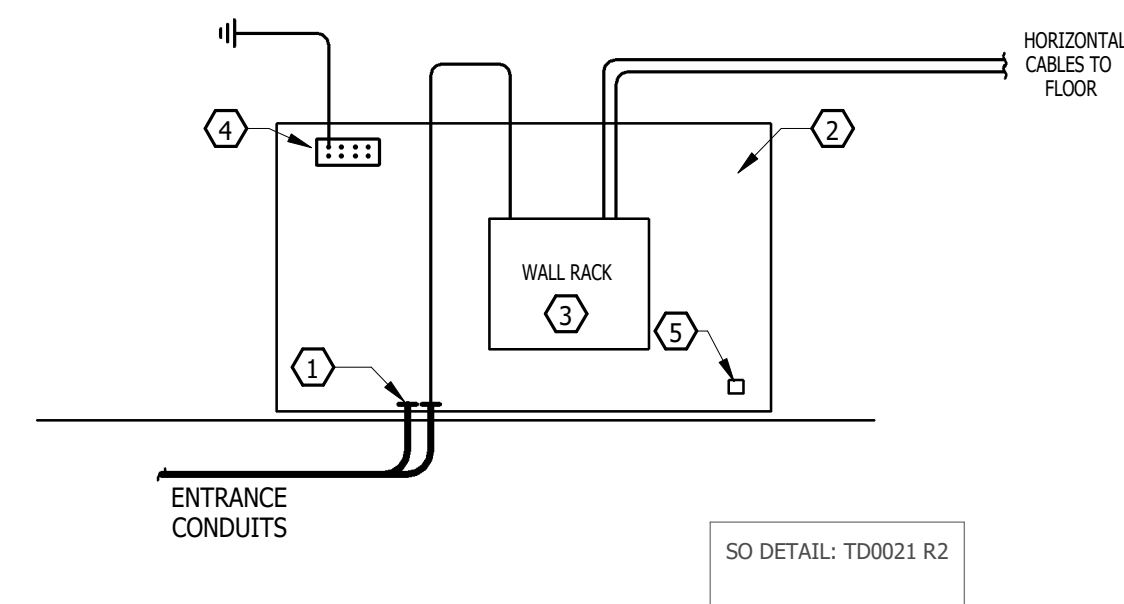 HORIZONTAL
CABLES TO
FLOOR
4
2
WALL RACK
3
5
1
ENTRANCE
CONDUITS
SO DETAIL: TD0021 R2